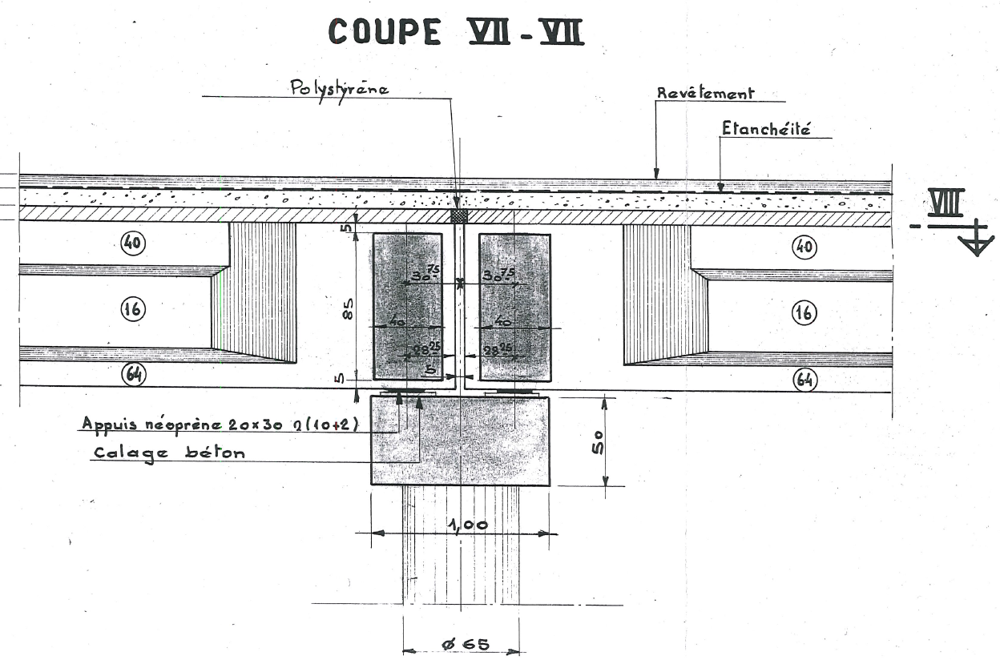 COUPE VII - VII
Polystyrène
Revêtement
Etanchéité
VIII
5
40
40
30 75
30 75
16
85
16
40
40
28 25
28 25
5
5
64
64
Appuis néoprène 20x30 2(10+2)
Calage béton
50
1,00
ø 65